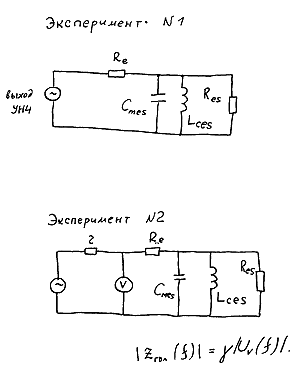 Эксперимент. N1
Re
выход
УНЧ
Cmes
Lces
Res
Эксперимент N2
r
Re
V
Cmes
Lces
Res
|Zгол(f)| = γ|Uv(f)|.